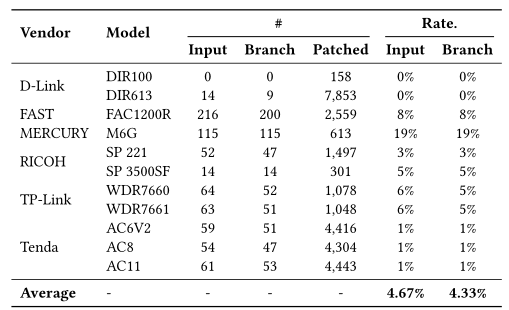 Vendor Model # Rate.
Input Branch Patched Input Branch
D-Link DIR100 0 0 158 0% 0%
DIR613 14 9 7,853 0% 0%
FAST FAC1200R 216 200 2,559 8% 8%
MERCURY M6G 115 115 613 19% 19%
RICOH SP 221 52 47 1,497 3% 3%
SP 3500SF 14 14 301 5% 5%
TP-Link WDR7660 64 52 1,078 6% 5%
WDR7661 63 51 1,048 6% 5%
Tenda AC6V2 59 51 4,416 1% 1%
AC8 54 47 4,304 1% 1%
AC11 61 53 4,443 1% 1%
Average - - - - 4.67% 4.33%